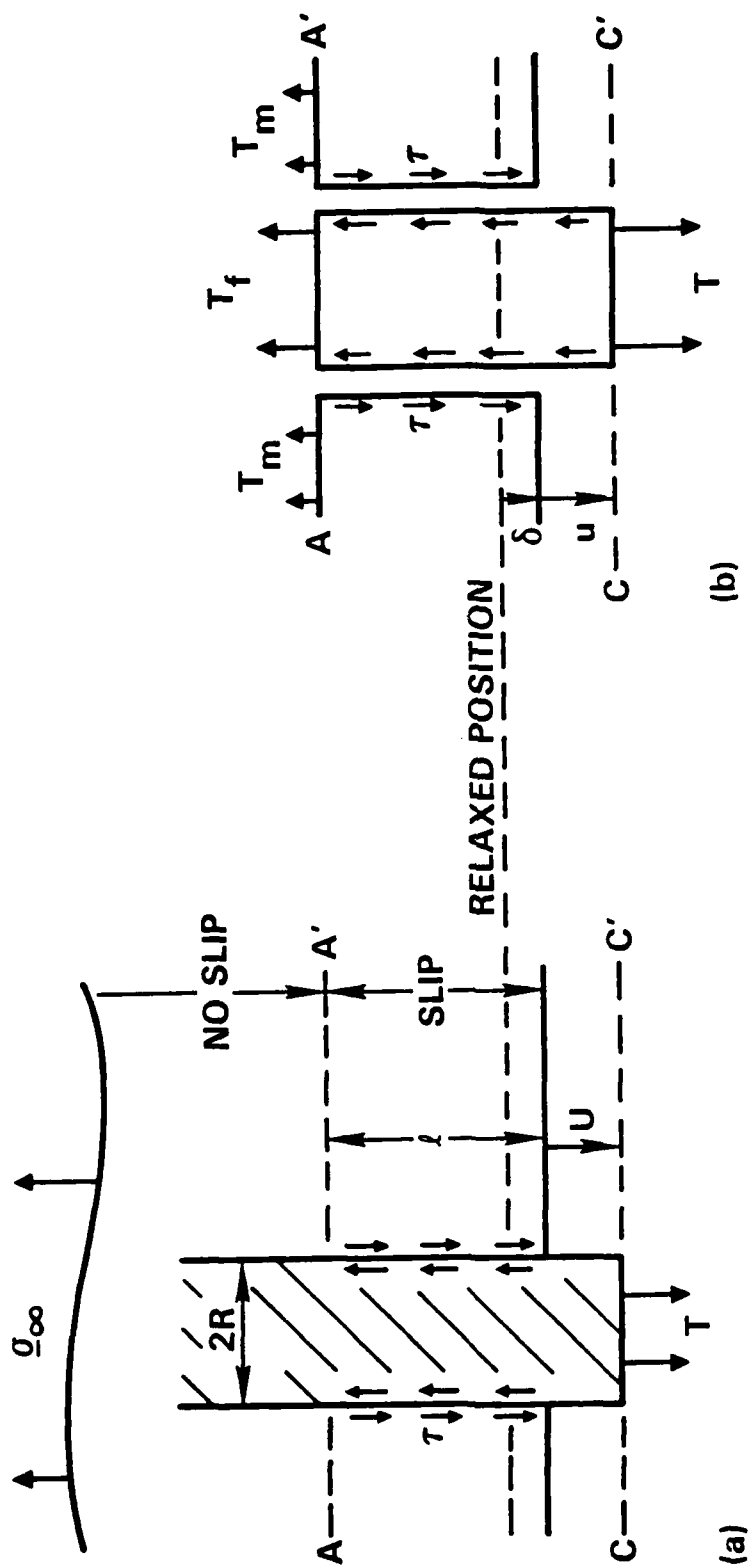 σ∞
NO SLIP
2R
A
A'
SLIP
ℓ
τ
RELAXED POSITION
U
C
C'
T
(a)
T_m
T_f
T_m
A
A'
τ
τ
δ
u
C
C'
T
(b)